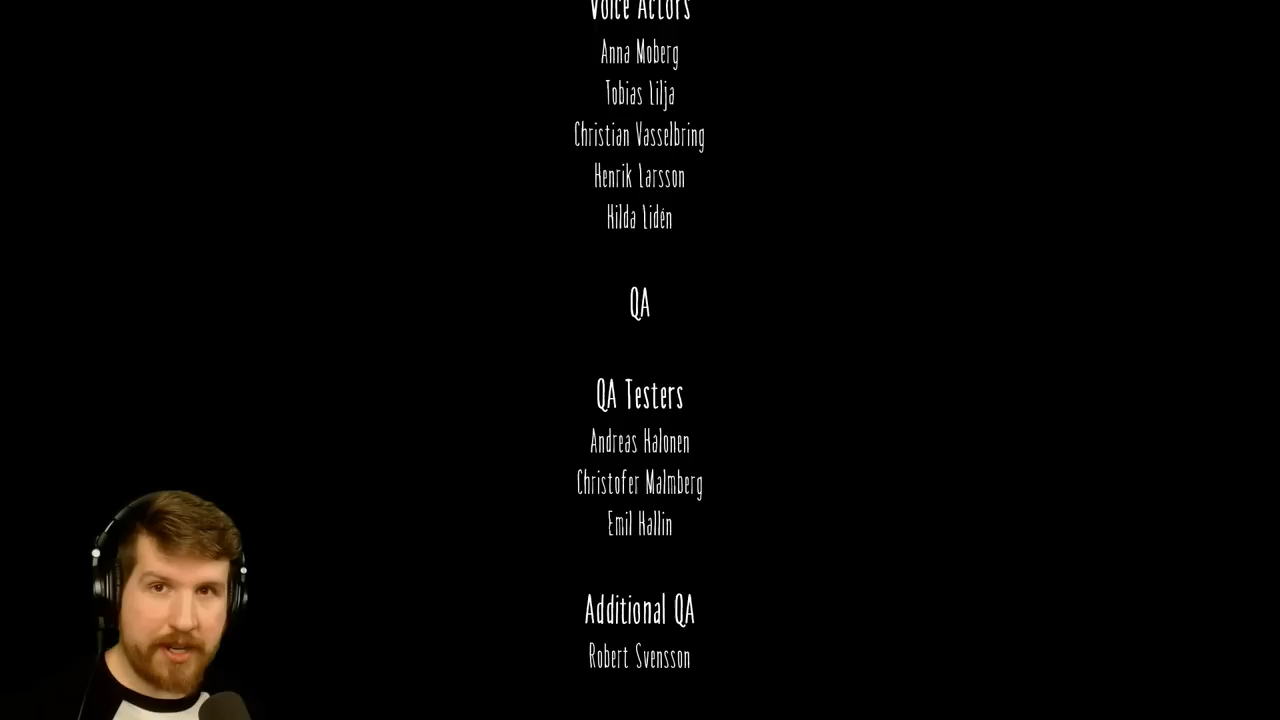 Voice Actors
Anna Moberg
Tobias Lilja
Christian Vasselbring
Henrik Larsson
Hilda Lidén
QA
QA Testers
Andreas Halonen
Christofer Malmberg
Emil Hallin
Additional QA
Robert Svensson